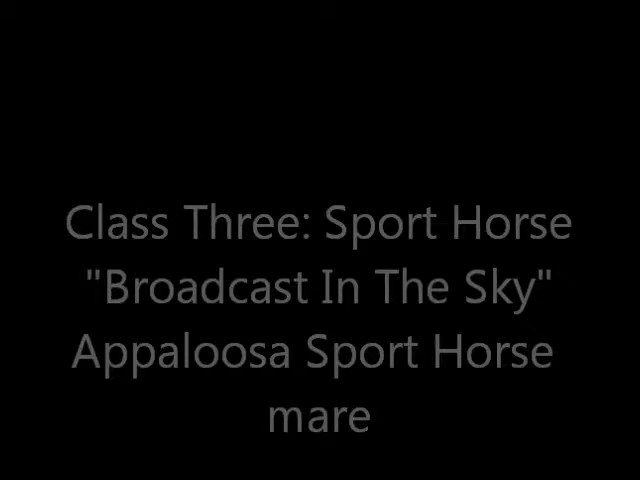 Class Three: Sport Horse
"Broadcast In The Sky"
Appaloosa Sport Horse
mare